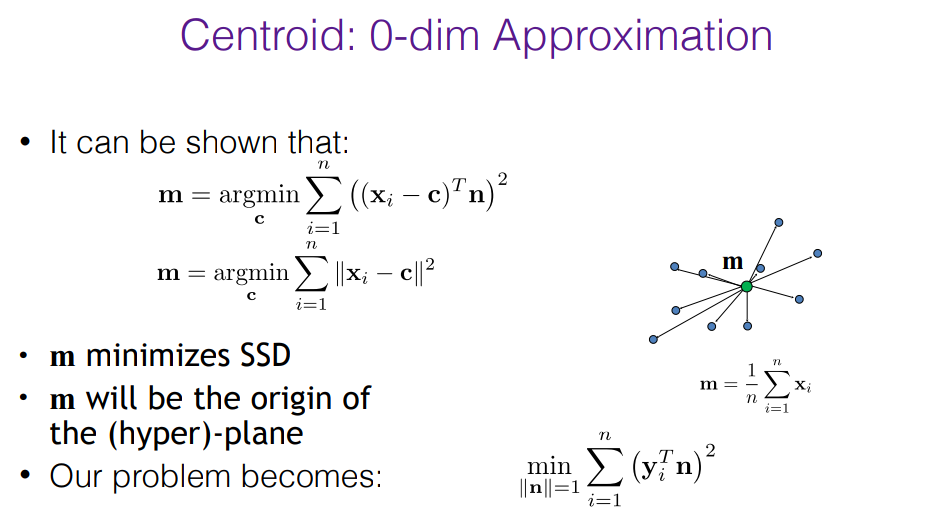 Centroid: 0-dim Approximation
• It can be shown that:
$\mathbf{m} = \underset{\mathbf{c}}{\operatorname{argmin}} \sum_{i=1}^{n} \left( (\mathbf{x}_i - \mathbf{c})^T \mathbf{n} \right)^2$
$\mathbf{m} = \underset{\mathbf{c}}{\operatorname{argmin}} \sum_{i=1}^{n} \|\mathbf{x}_i - \mathbf{c}\|^2$
m
$\mathbf{m} = \frac{1}{n} \sum_{i=1}^{n} \mathbf{x}_i$
• m minimizes SSD
• m will be the origin of
the (hyper)-plane
• Our problem becomes:
$\min_{\|\mathbf{n}\|=1} \sum_{i=1}^{n} \left( \mathbf{y}_i^T \mathbf{n} \right)^2$